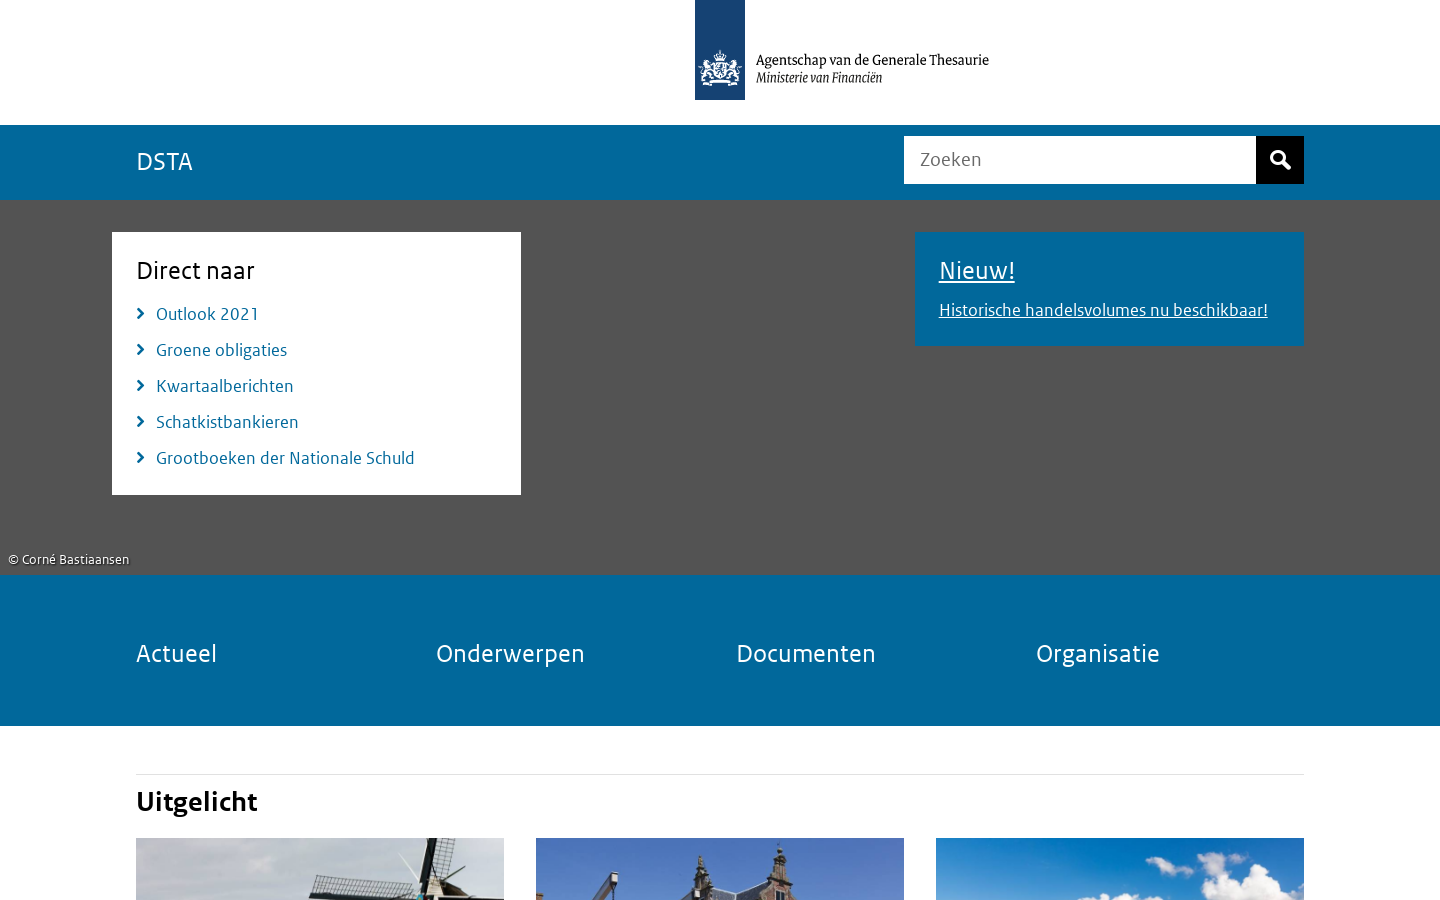 Agentschap van de Generale Thesaurie
Ministerie van Financiën
DSTA
Zoeken
Direct naar
Outlook 2021
Groene obligaties
Kwartaalberichten
Schatkistbankieren
Grootboeken der Nationale Schuld
Nieuw!
Historische handelsvolumes nu beschikbaar!
© Corné Bastiaansen
Actueel
Onderwerpen
Documenten
Organisatie
Uitgelicht